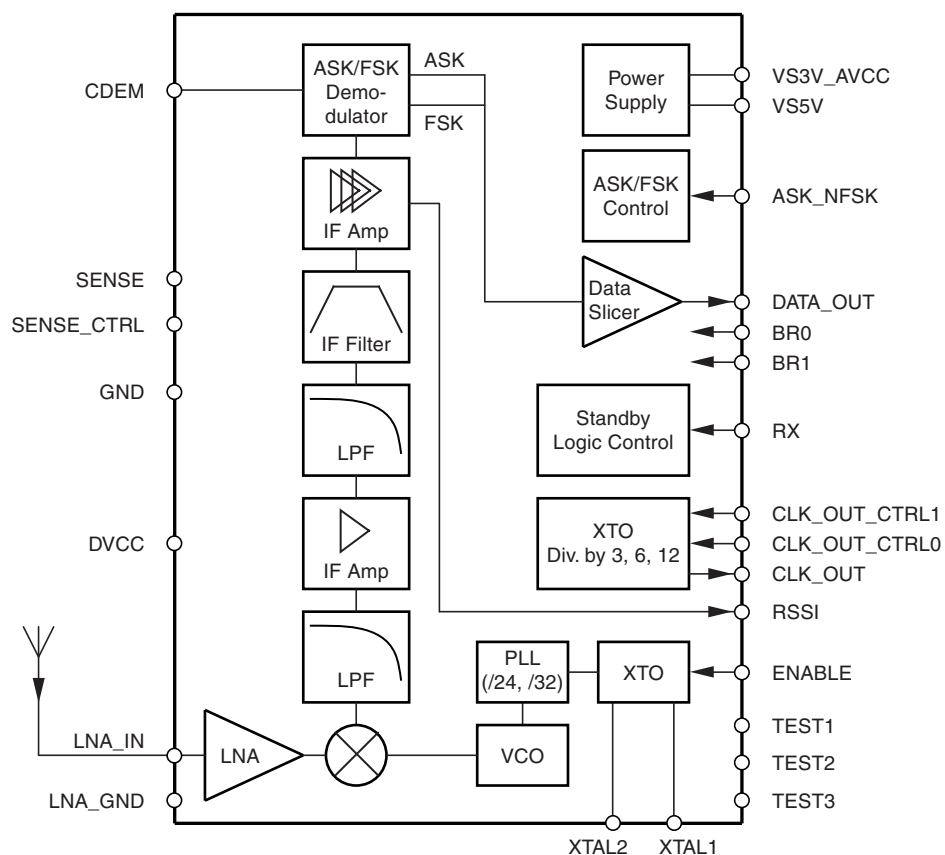 CDEM
SENSE
SENSE_CTRL
GND
DVCC
LNA_IN
LNA_GND
ASK/FSK
Demo-
dulator
ASK
FSK
IF Amp
IF Filter
LPF
IF Amp
LPF
LNA
PLL
(/24, /32)
VCO
XTO
Power
Supply
ASK/FSK
Control
Data
Slicer
Standby
Logic Control
XTO
Div. by 3, 6, 12
VS3V_AVCC
VS5V
ASK_NFSK
DATA_OUT
BR0
BR1
RX
CLK_OUT_CTRL1
CLK_OUT_CTRL0
CLK_OUT
RSSI
ENABLE
TEST1
TEST2
TEST3
XTAL2
XTAL1